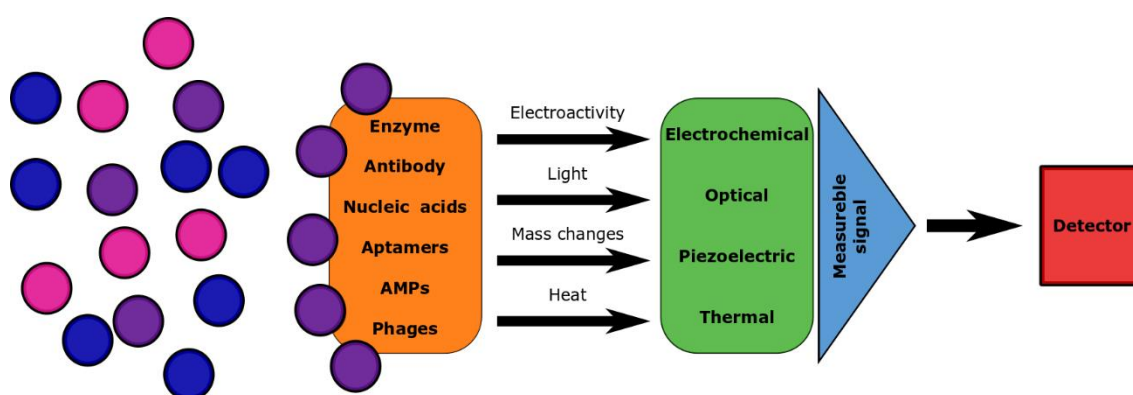 Enzyme
Antibody
Nucleic acids
Aptamers
AMPs
Phages
Electroactivity
Light
Mass changes
Heat
Electrochemical
Optical
Piezoelectric
Thermal
Measureble
signal
Detector